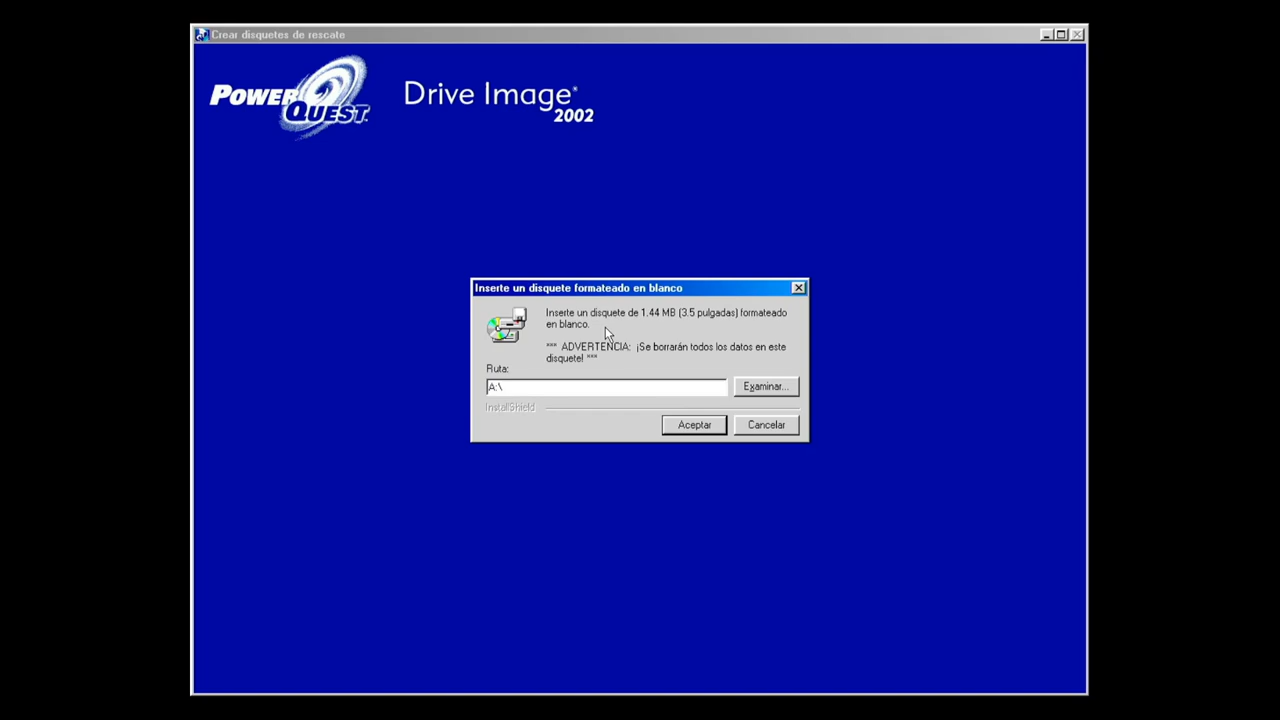 Crear disquetes de rescate
POWERQUEST
Drive Image®
2002
Inserte un disquete formateado en blanco
Inserte un disquete de 1.44 MB (3.5 pulgadas) formateado
en blanco.
*** ADVERTENCIA: ¡Se borrarán todos los datos en este
disquete! ***
Ruta:
A:\
Examinar...
InstallShield
Aceptar
Cancelar